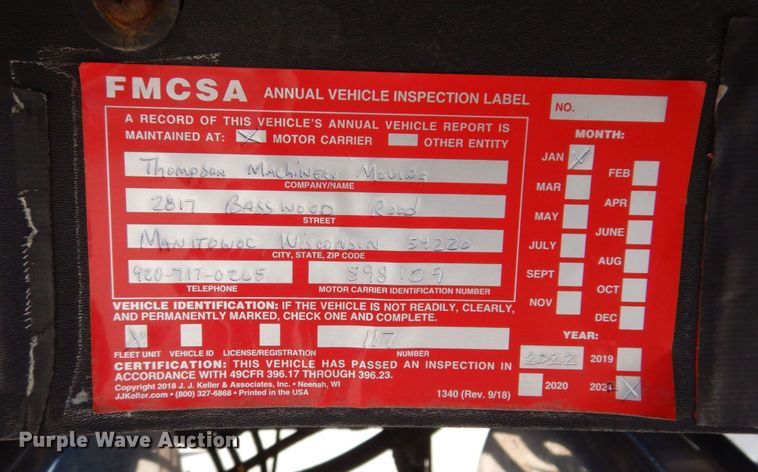 FMCSA ANNUAL VEHICLE INSPECTION LABEL
NO.
A RECORD OF THIS VEHICLE'S ANNUAL VEHICLE REPORT IS
MAINTAINED AT: X MOTOR CARRIER OTHER ENTITY
Thompson Machinery Moving
COMPANY/NAME
2817 Basswood Road
STREET
Manitowoc Wisconsin 54220
CITY, STATE, ZIP CODE
920-717-0265 898109
TELEPHONE MOTOR CARRIER IDENTIFICATION NUMBER
VEHICLE IDENTIFICATION: IF THE VEHICLE IS NOT READILY, CLEARLY,
AND PERMANENTLY MARKED, CHECK ONE AND COMPLETE.
X 117
FLEET UNIT VEHICLE ID LICENSE/REGISTRATION NUMBER
CERTIFICATION: THIS VEHICLE HAS PASSED AN INSPECTION IN
ACCORDANCE WITH 49CFR 396.17 THROUGH 396.23.
Copyright 2018 J. J. Keller & Associates, Inc. • Neenah, WI
JJKeller.com • (800) 327-6868 • Printed in the USA
1340 (Rev. 9/18)
MONTH:
JAN X FEB
MAR APR
MAY JUNE
JULY AUG
SEPT OCT
NOV DEC
YEAR:
2022 2019
2020 2021 X
Purple Wave Auction